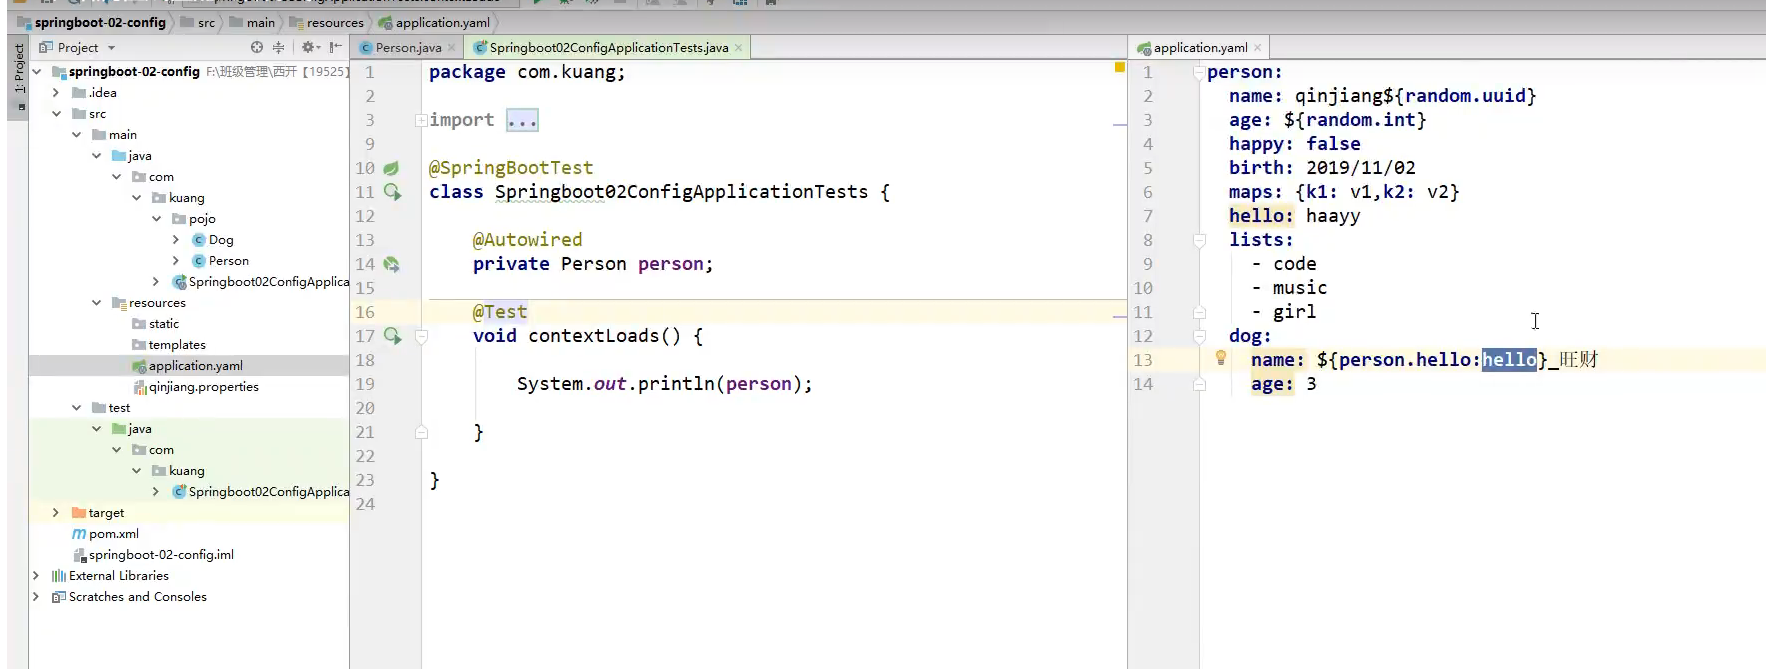 springboot-02-config src main resources application.yaml
Project
1: Project
springboot-02-config F:\班级管理\西开【19525】
.idea
src
main
java
com
kuang
pojo
Dog
Person
Springboot02ConfigApplica
resources
static
templates
application.yaml
qinjiang.properties
test
java
com
kuang
Springboot02ConfigApplica
target
pom.xml
springboot-02-config.iml
External Libraries
Scratches and Consoles
Person.java
Springboot02ConfigApplicationTests.java
1 package com.kuang;
2
3 import ...
9
10 @SpringBootTest
11 class Springboot02ConfigApplicationTests {
12
13 @Autowired
14 private Person person;
15
16 @Test
17 void contextLoads() {
18
19 System.out.println(person);
20
21 }
22
23 }
24
application.yaml
1 person:
2 name: qinjiang${random.uuid}
3 age: ${random.int}
4 happy: false
5 birth: 2019/11/02
6 maps: {k1: v1,k2: v2}
7 hello: haayy
8 lists:
9 - code
10 - music
11 - girl
12 dog:
13 name: ${person.hello:hello}_旺财
14 age: 3